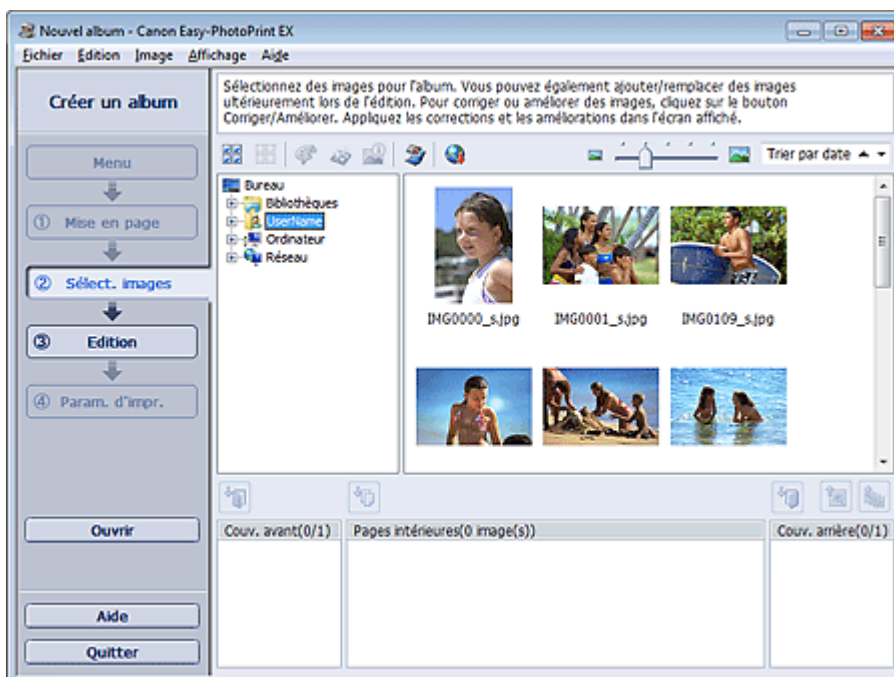 Nouvel album - Canon Easy-PhotoPrint EX
Fichier Edition Image Affichage Aide
Créer un album
Sélectionnez des images pour l'album. Vous pouvez également ajouter/remplacer des images
ultérieurement lors de l'édition. Pour corriger ou améliorer des images, cliquez sur le bouton
Corriger/Améliorer. Appliquez les corrections et les améliorations dans l'écran affiché.
Menu
① Mise en page
② Sélect. images
③ Edition
④ Param. d'impr.
Ouvrir
Aide
Quitter
Trier par date
Bureau
Bibliothèques
UserName
Ordinateur
Réseau
IMG0000_s.jpg IMG0001_s.jpg IMG0109_s.jpg
Couv. avant(0/1) Pages intérieures(0 image(s)) Couv. arrière(0/1)